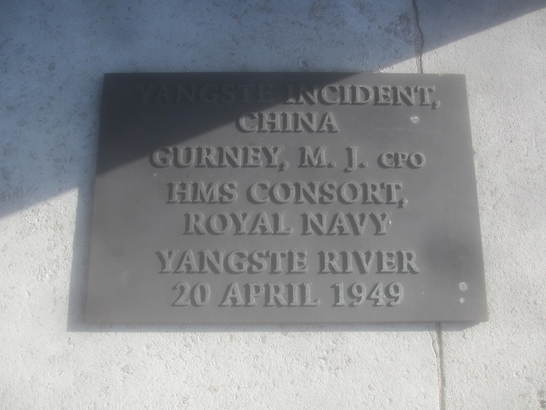 YANGSTE INCIDENT,
CHINA
GURNEY, M. J. CPO
HMS CONSORT,
ROYAL NAVY
YANGSTE RIVER
20 APRIL 1949